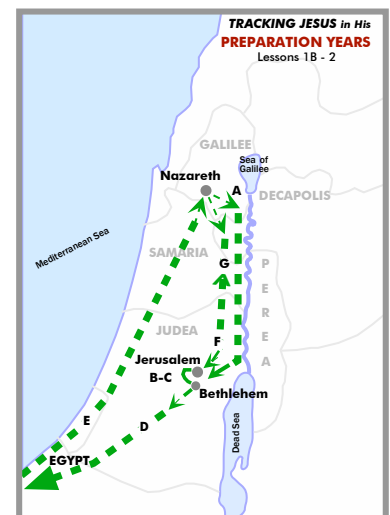 TRACKING JESUS in His
PREPARATION YEARS
Lessons 1B - 2
GALILEE
Sea of
Galilee
Nazareth
A
DECAPOLIS
Mediterranean Sea
SAMARIA
G
PEREA
JUDEA
F
Jerusalem
B-C
Bethlehem
E
D
Dead Sea
EGYPT